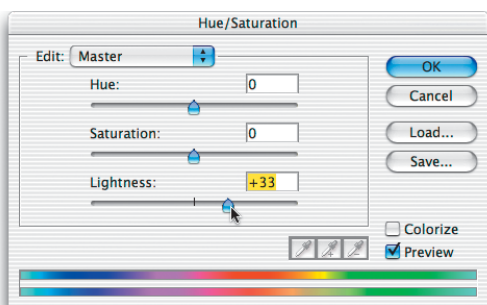 Hue/Saturation
Edit: Master
OK
Hue: 0
Cancel
Saturation: 0
Load...
Save...
Lightness: +33
Colorize
Preview